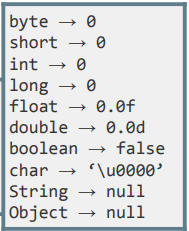 byte → 0
short → 0
int → 0
long → 0
float → 0.0f
double → 0.0d
boolean → false
char → ‘\u0000’
String → null
Object → null